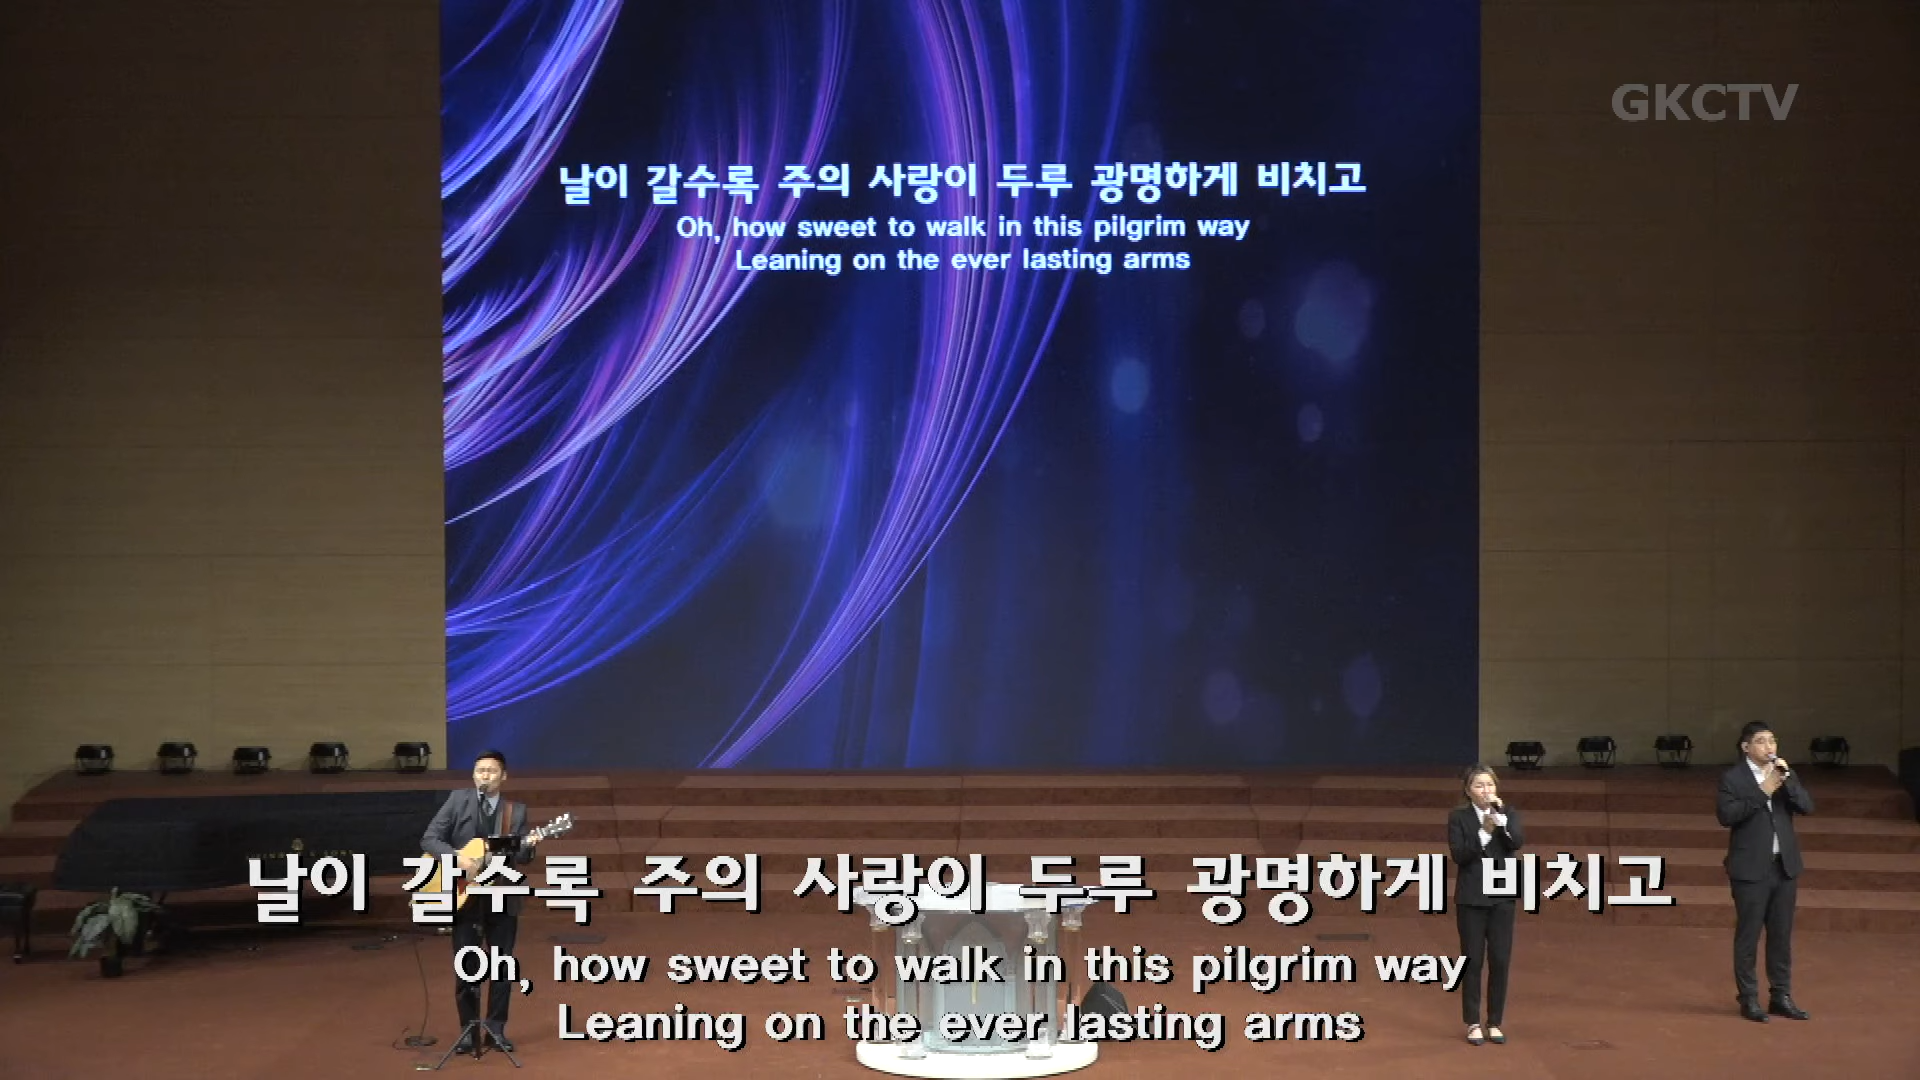 GKCTV
날이 갈수록 주의 사랑이 두루 광명하게 비치고
Oh, how sweet to walk in this pilgrim way
Leaning on the ever lasting arms
날이 갈수록 주의 사랑이 두루 광명하게 비치고
Oh, how sweet to walk in this pilgrim way
Leaning on the ever lasting arms